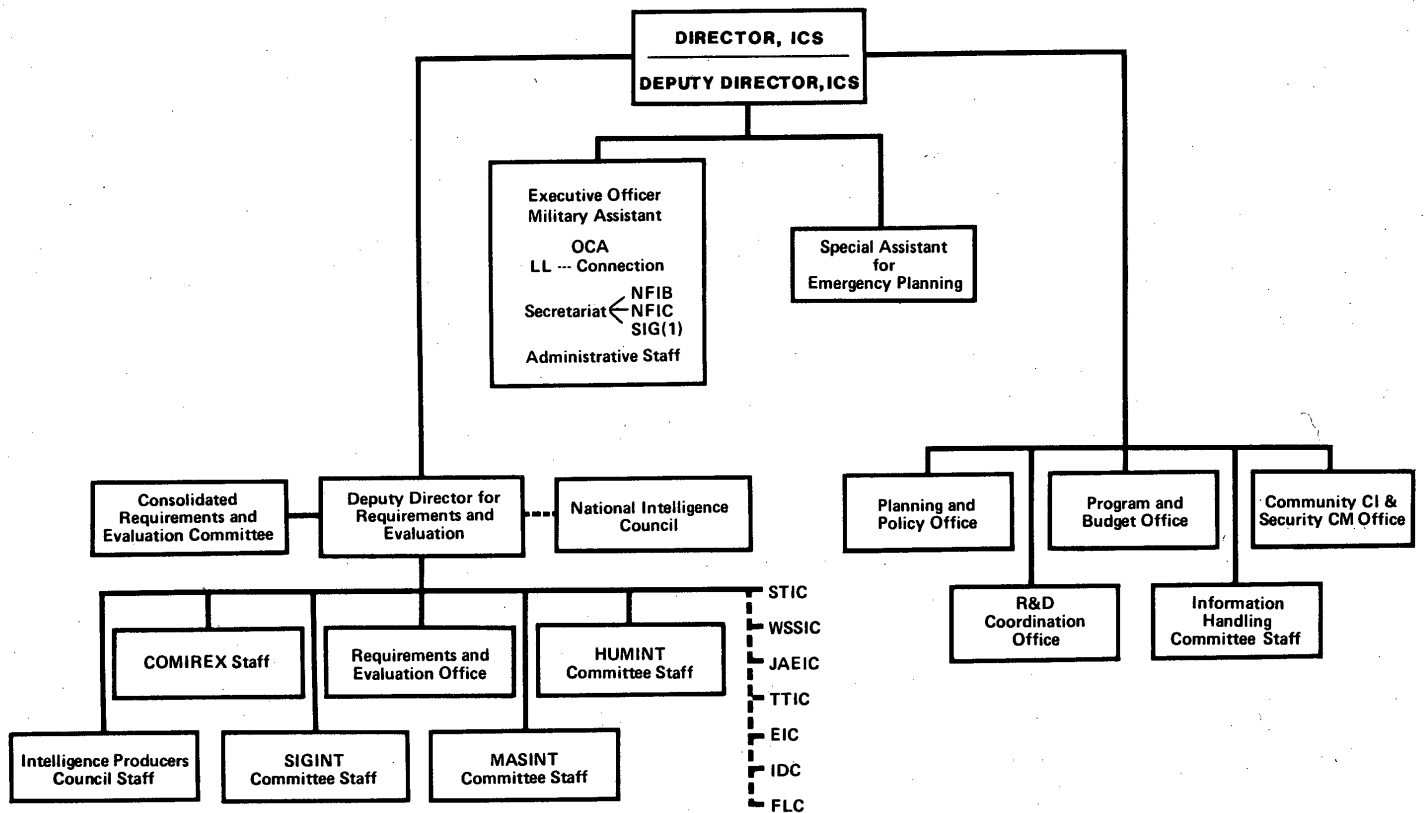 DIRECTOR, ICS
DEPUTY DIRECTOR, ICS
Executive Officer
Military Assistant
OCA
LL --- Connection
Secretariat
NFIB
NFIC
SIG(1)
Administrative Staff
Special Assistant
for
Emergency Planning
Consolidated
Requirements and
Evaluation Committee
Deputy Director for
Requirements and
Evaluation
National Intelligence
Council
Planning and
Policy Office
Program and
Budget Office
Community CI &
Security CM Office
R&D
Coordination
Office
Information
Handling
Committee Staff
COMIREX Staff
Requirements and
Evaluation Office
HUMINT
Committee Staff
Intelligence Producers
Council Staff
SIGINT
Committee Staff
MASINT
Committee Staff
STIC
WSSIC
JAEIC
TTIC
EIC
IDC
FLC